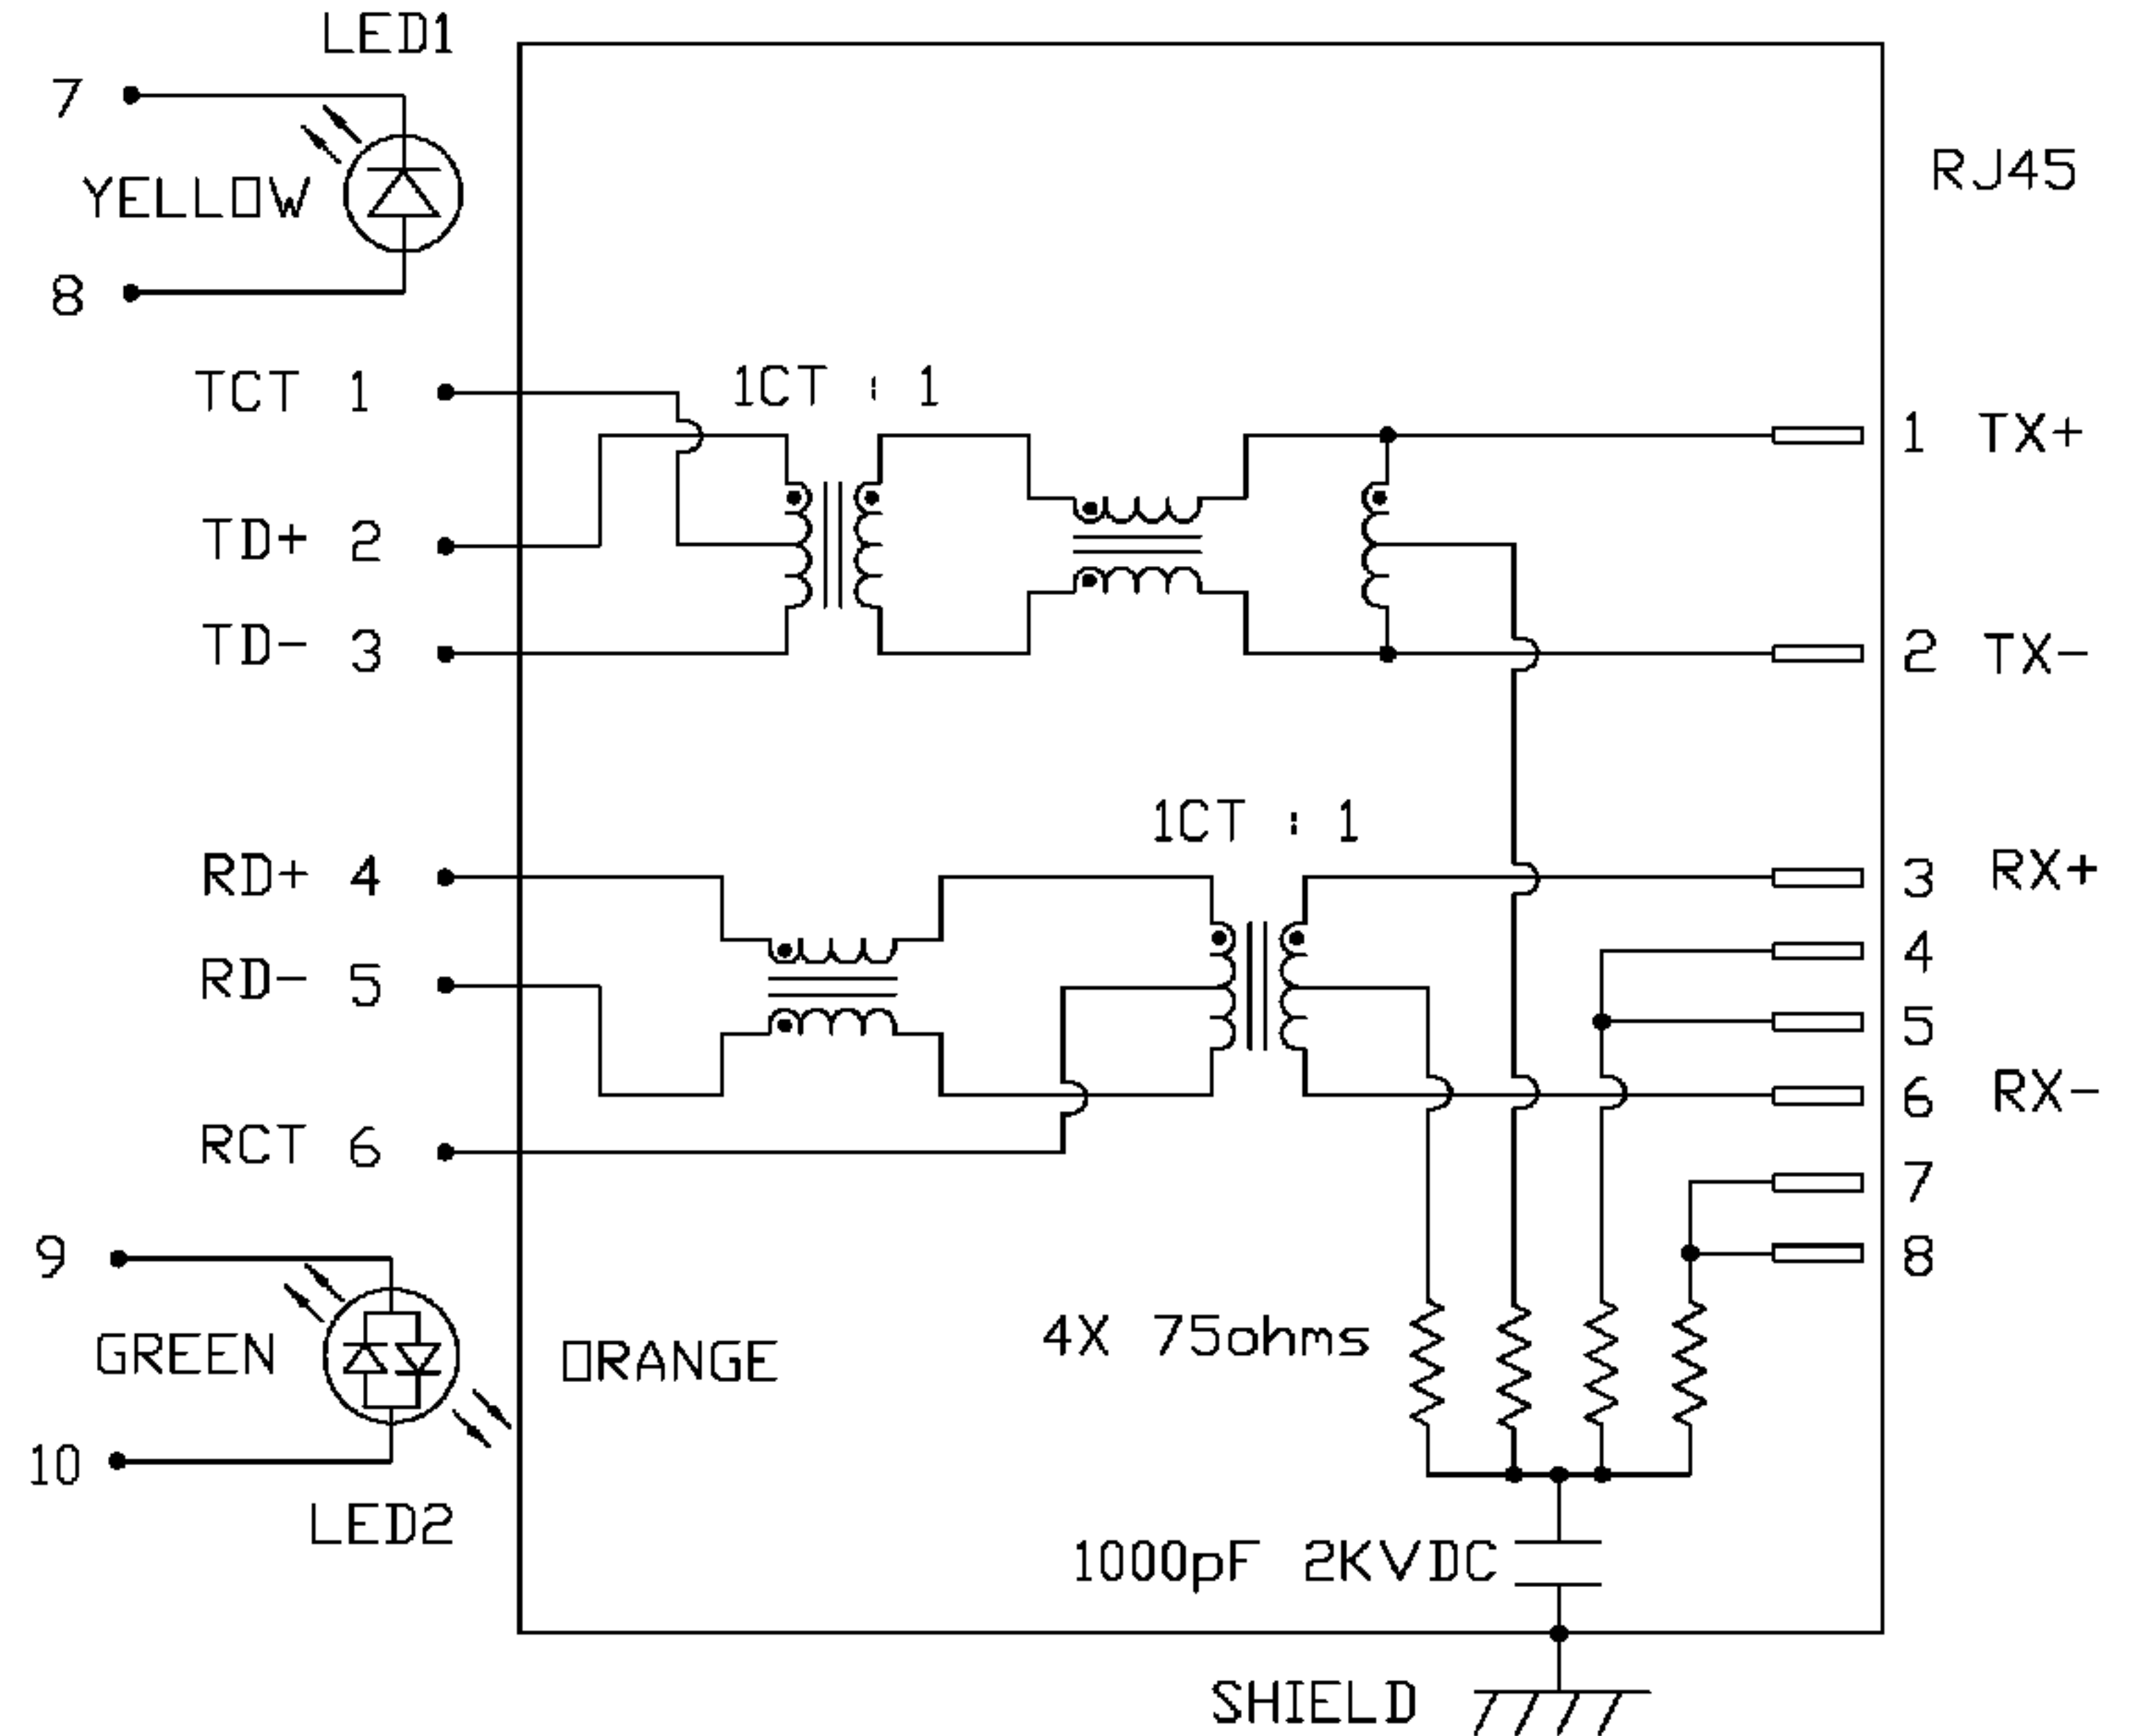 LED1
7
YELLOW
8
RJ45
TCT 1
1CT : 1
1 TX+
TD+ 2
TD- 3
2 TX-
1CT : 1
RD+ 4
3 RX+
4
RD- 5
5
6 RX-
RCT 6
7
8
9
GREEN
ORANGE
4X 75ohms
10
LED2
1000pF 2KVDC
SHIELD